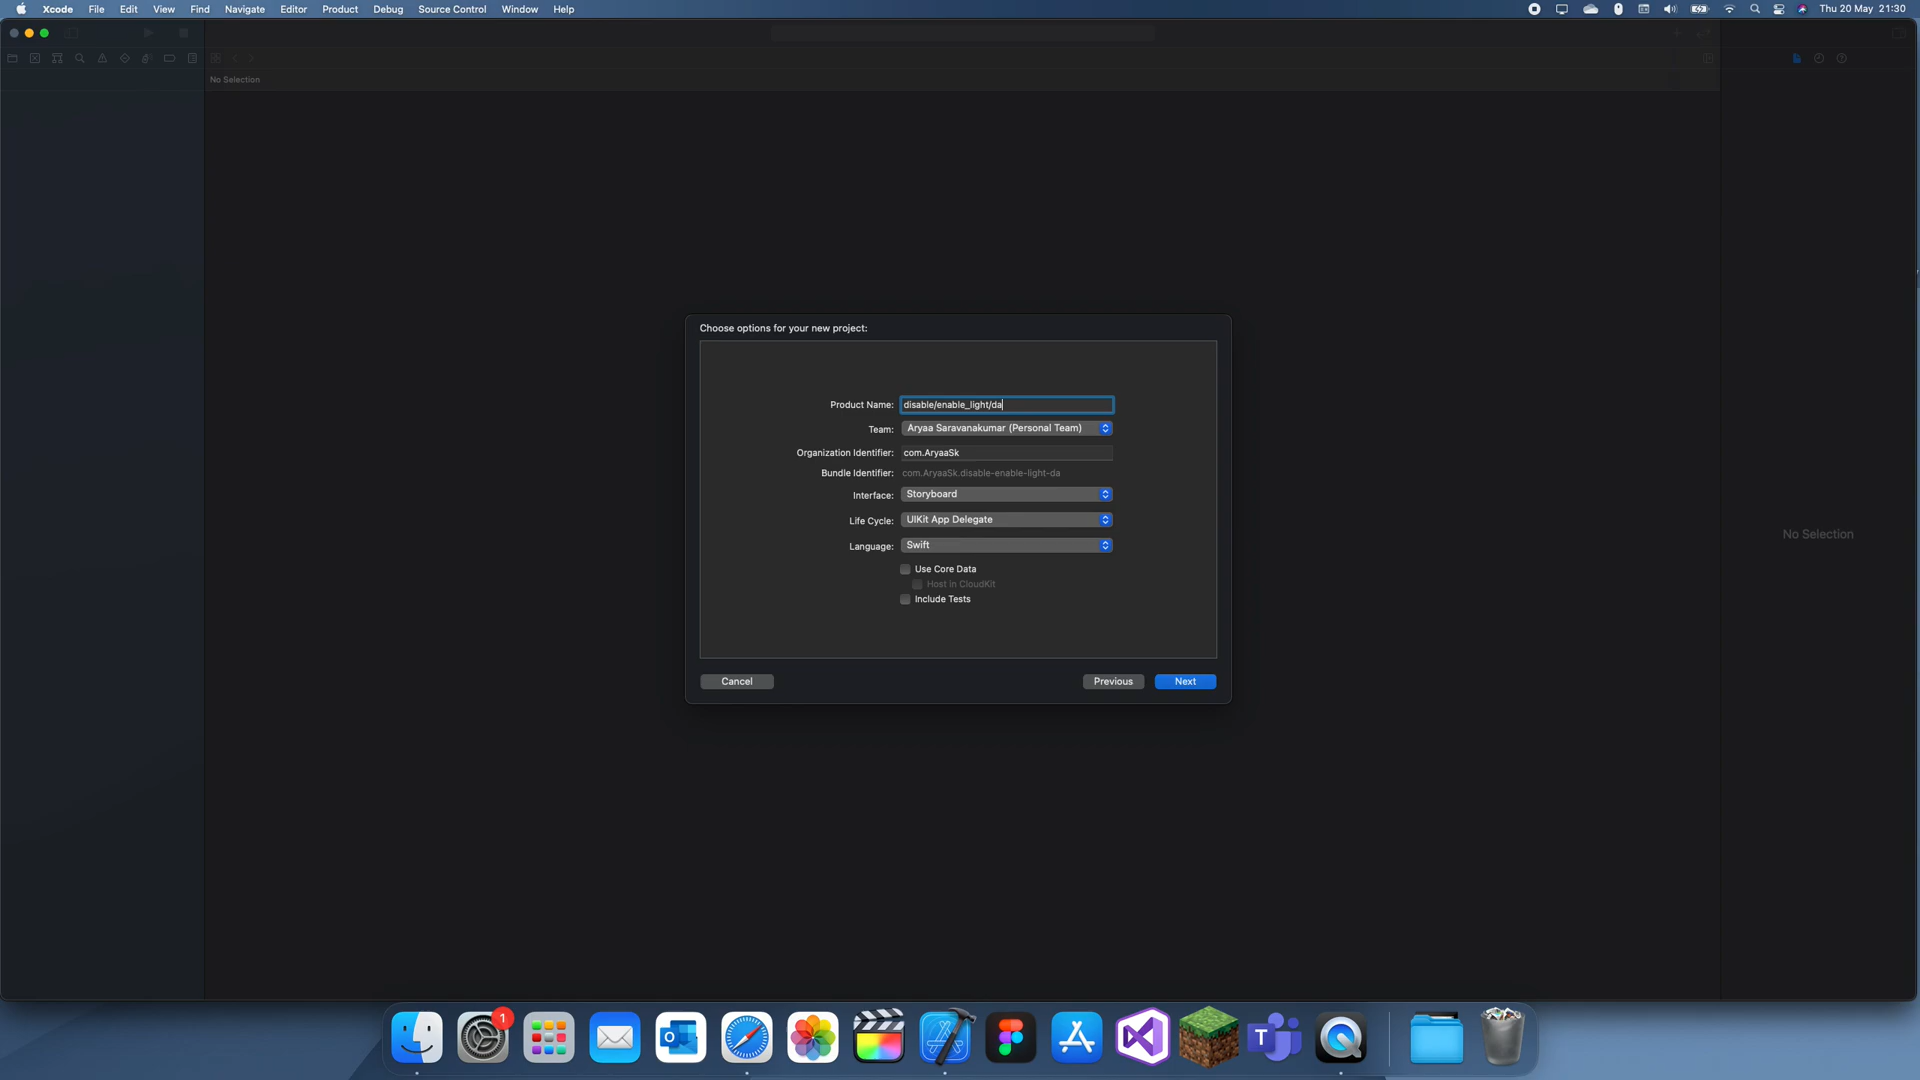 Xcode File Edit View Find Navigate Editor Product Debug Source Control Window Help Thu 20 May 21:30
No Selection
Choose options for your new project:
Product Name: disable/enable_light/da
Team: Aryaa Saravanakumar (Personal Team)
Organization Identifier: com.AryaaSk
Bundle Identifier: com.AryaaSk.disable-enable-light-da
Interface: Storyboard
Life Cycle: UIKit App Delegate
Language: Swift
Use Core Data
Host in CloudKit
Include Tests
Cancel Previous Next
No Selection
1